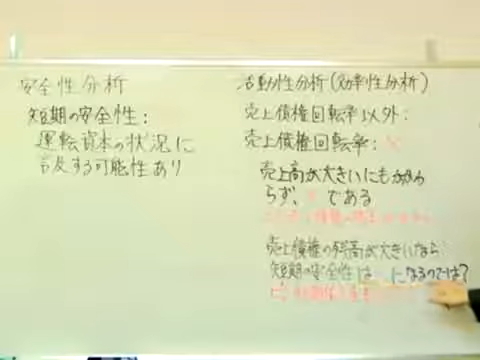 安全性分析
短期の安全性:
運転資本の状況に
言及する可能性あり
活動性分析(効率性分析)
売上債権回転率以外:
売上債権回転率:×
売上高が大きいにもかかわ
らず、×である
売上債権の残高が大きいなら
短期の安全性は になるのでは?